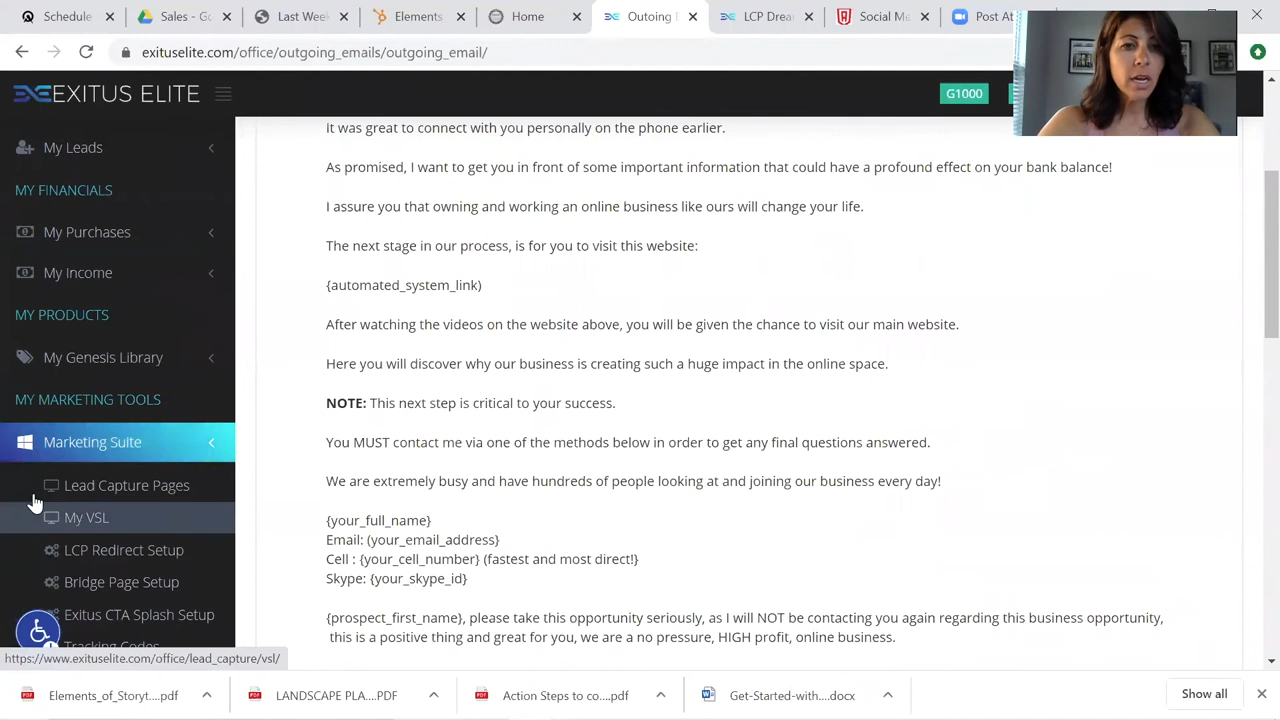 Schedule
Sales - Go
Last Week
Elements
Home
Outgoing E
LCP Drea
Social Me
Post At
exituselite.com/office/outgoing_emails/outgoing_email/
EXITUS ELITE
G1000
My Leads
MY FINANCIALS
My Purchases
My Income
MY PRODUCTS
My Genesis Library
MY MARKETING TOOLS
Marketing Suite
Lead Capture Pages
My VSL
LCP Redirect Setup
Bridge Page Setup
Exitus CTA Splash Setup
Tracking Codes
https://www.exituselite.com/office/lead_capture/vsl/
It was great to connect with you personally on the phone earlier.
As promised, I want to get you in front of some important information that could have a profound effect on your bank balance!
I assure you that owning and working an online business like ours will change your life.
The next stage in our process, is for you to visit this website:
{automated_system_link)
After watching the videos on the website above, you will be given the chance to visit our main website.
Here you will discover why our business is creating such a huge impact in the online space.
NOTE: This next step is critical to your success.
You MUST contact me via one of the methods below in order to get any final questions answered.
We are extremely busy and have hundreds of people looking at and joining our business every day!
{your_full_name}
Email: (your_email_address}
Cell : {your_cell_number} (fastest and most direct!}
Skype: {your_skype_id}
{prospect_first_name}, please take this opportunity seriously, as I will NOT be contacting you again regarding this business opportunity,
this is a positive thing and great for you, we are a no pressure, HIGH profit, online business.
Elements_of_Storyt....pdf
LANDSCAPE PLA....PDF
Action Steps to co....pdf
Get-Started-with....docx
Show all